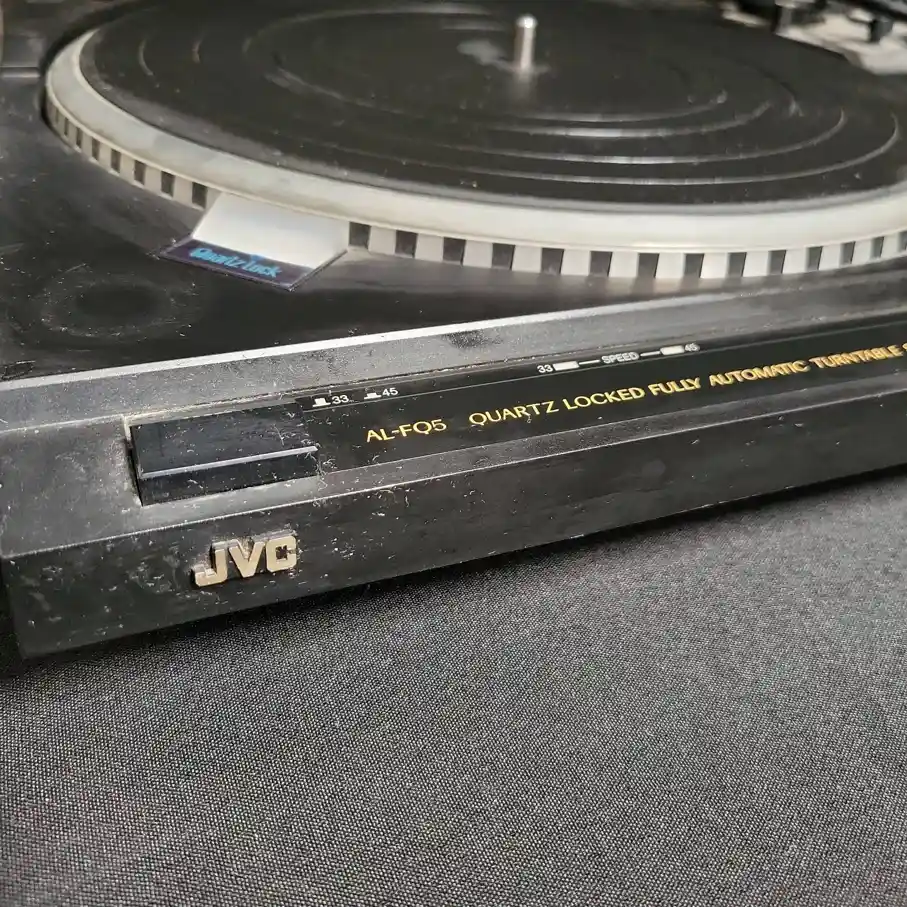 Quartz Lock
33 SPEED 45
33 45
AL-FQ5 QUARTZ LOCKED FULLY AUTOMATIC TURNTABLE
JVC